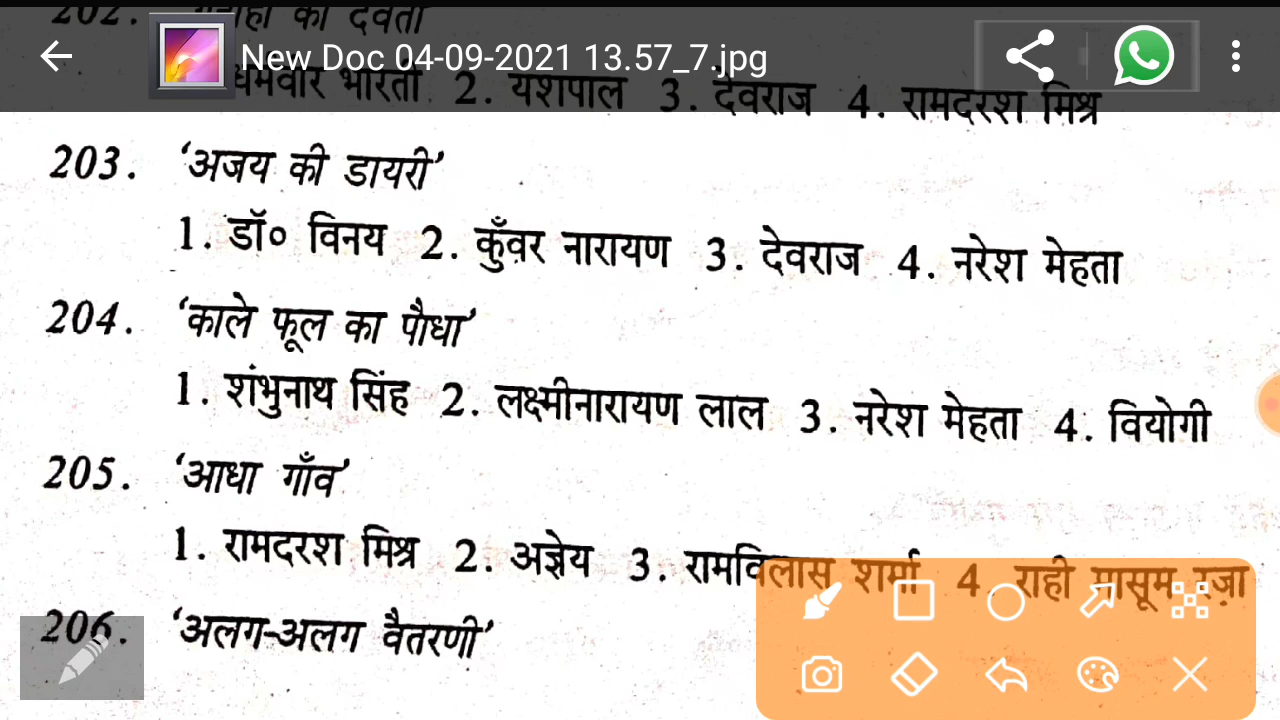 202. का देवता
New Doc 04-09-2021 13.57_7.jpg
धर्मवीर भारती 2. यशपाल 3. देवराज 4. रामदरश मिश्र
203. ‘अजय की डायरी’
1. डॉ० विनय 2. कुँवर नारायण 3. देवराज 4. नरेश मेहता
204. ‘काले फूल का पौधा’
1. शंभुनाथ सिंह 2. लक्ष्मीनारायण लाल 3. नरेश मेहता 4. वियोगी
205. ‘आधा गाँव’
1. रामदरश मिश्र 2. अज्ञेय 3. रामविलास शर्मा 4. राही मासूम रज़ा
206. ‘अलग-अलग वैतरणी’